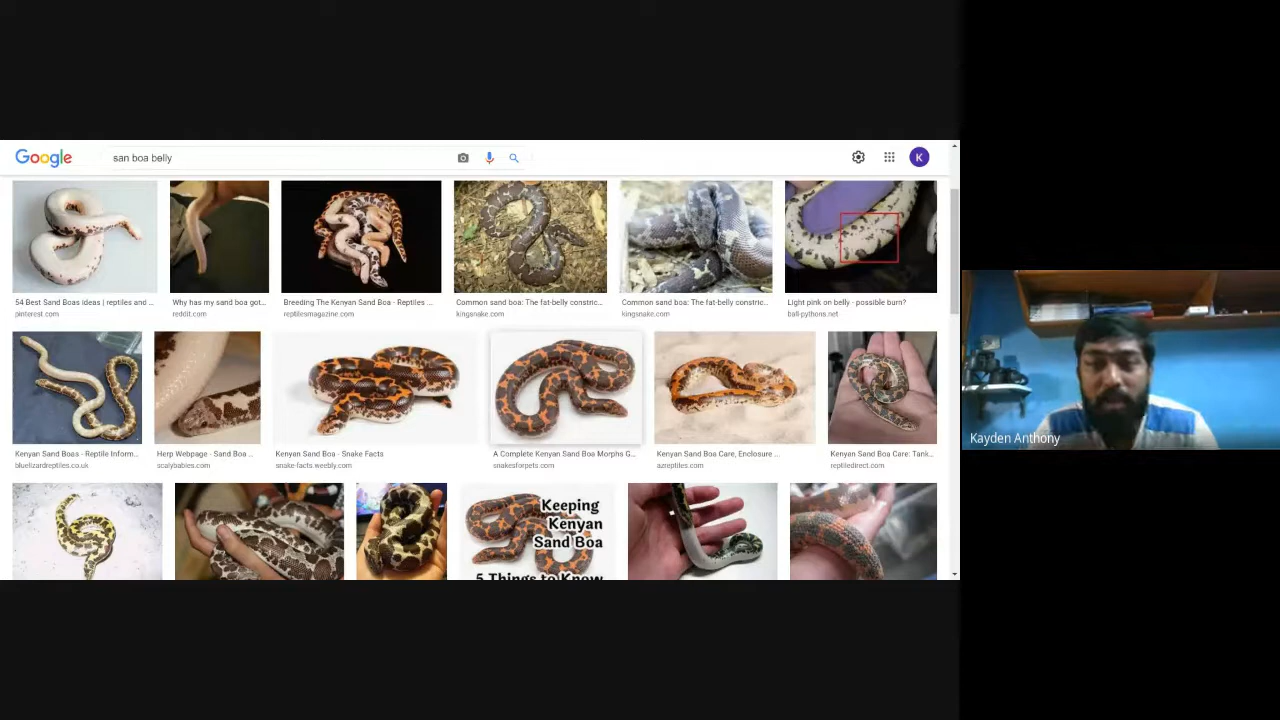 Google
san boa belly
K
54 Best Sand Boas ideas | reptiles and ...
pinterest.com
Why has my sand boa got...
reddit.com
Breeding The Kenyan Sand Boa - Reptiles ...
reptilesmagazine.com
Common sand boa: The fat-belly constric...
kingsnake.com
Common sand boa: The fat-belly constric...
kingsnake.com
Light pink on belly - possible burn?
ball-pythons.net
Kenyan Sand Boas - Reptile Inform...
bluelizardreptiles.co.uk
Herp Webpage - Sand Boa ...
scalybabies.com
Kenyan Sand Boa - Snake Facts
snake-facts.weebly.com
A Complete Kenyan Sand Boa Morphs G...
snakesforpets.com
Kenyan Sand Boa Care, Enclosure ...
azreptiles.com
Kenyan Sand Boa Care: Tank...
reptiledirect.com
Keeping
Kenyan
Sand Boa
5 Things to Know
Kayden Anthony